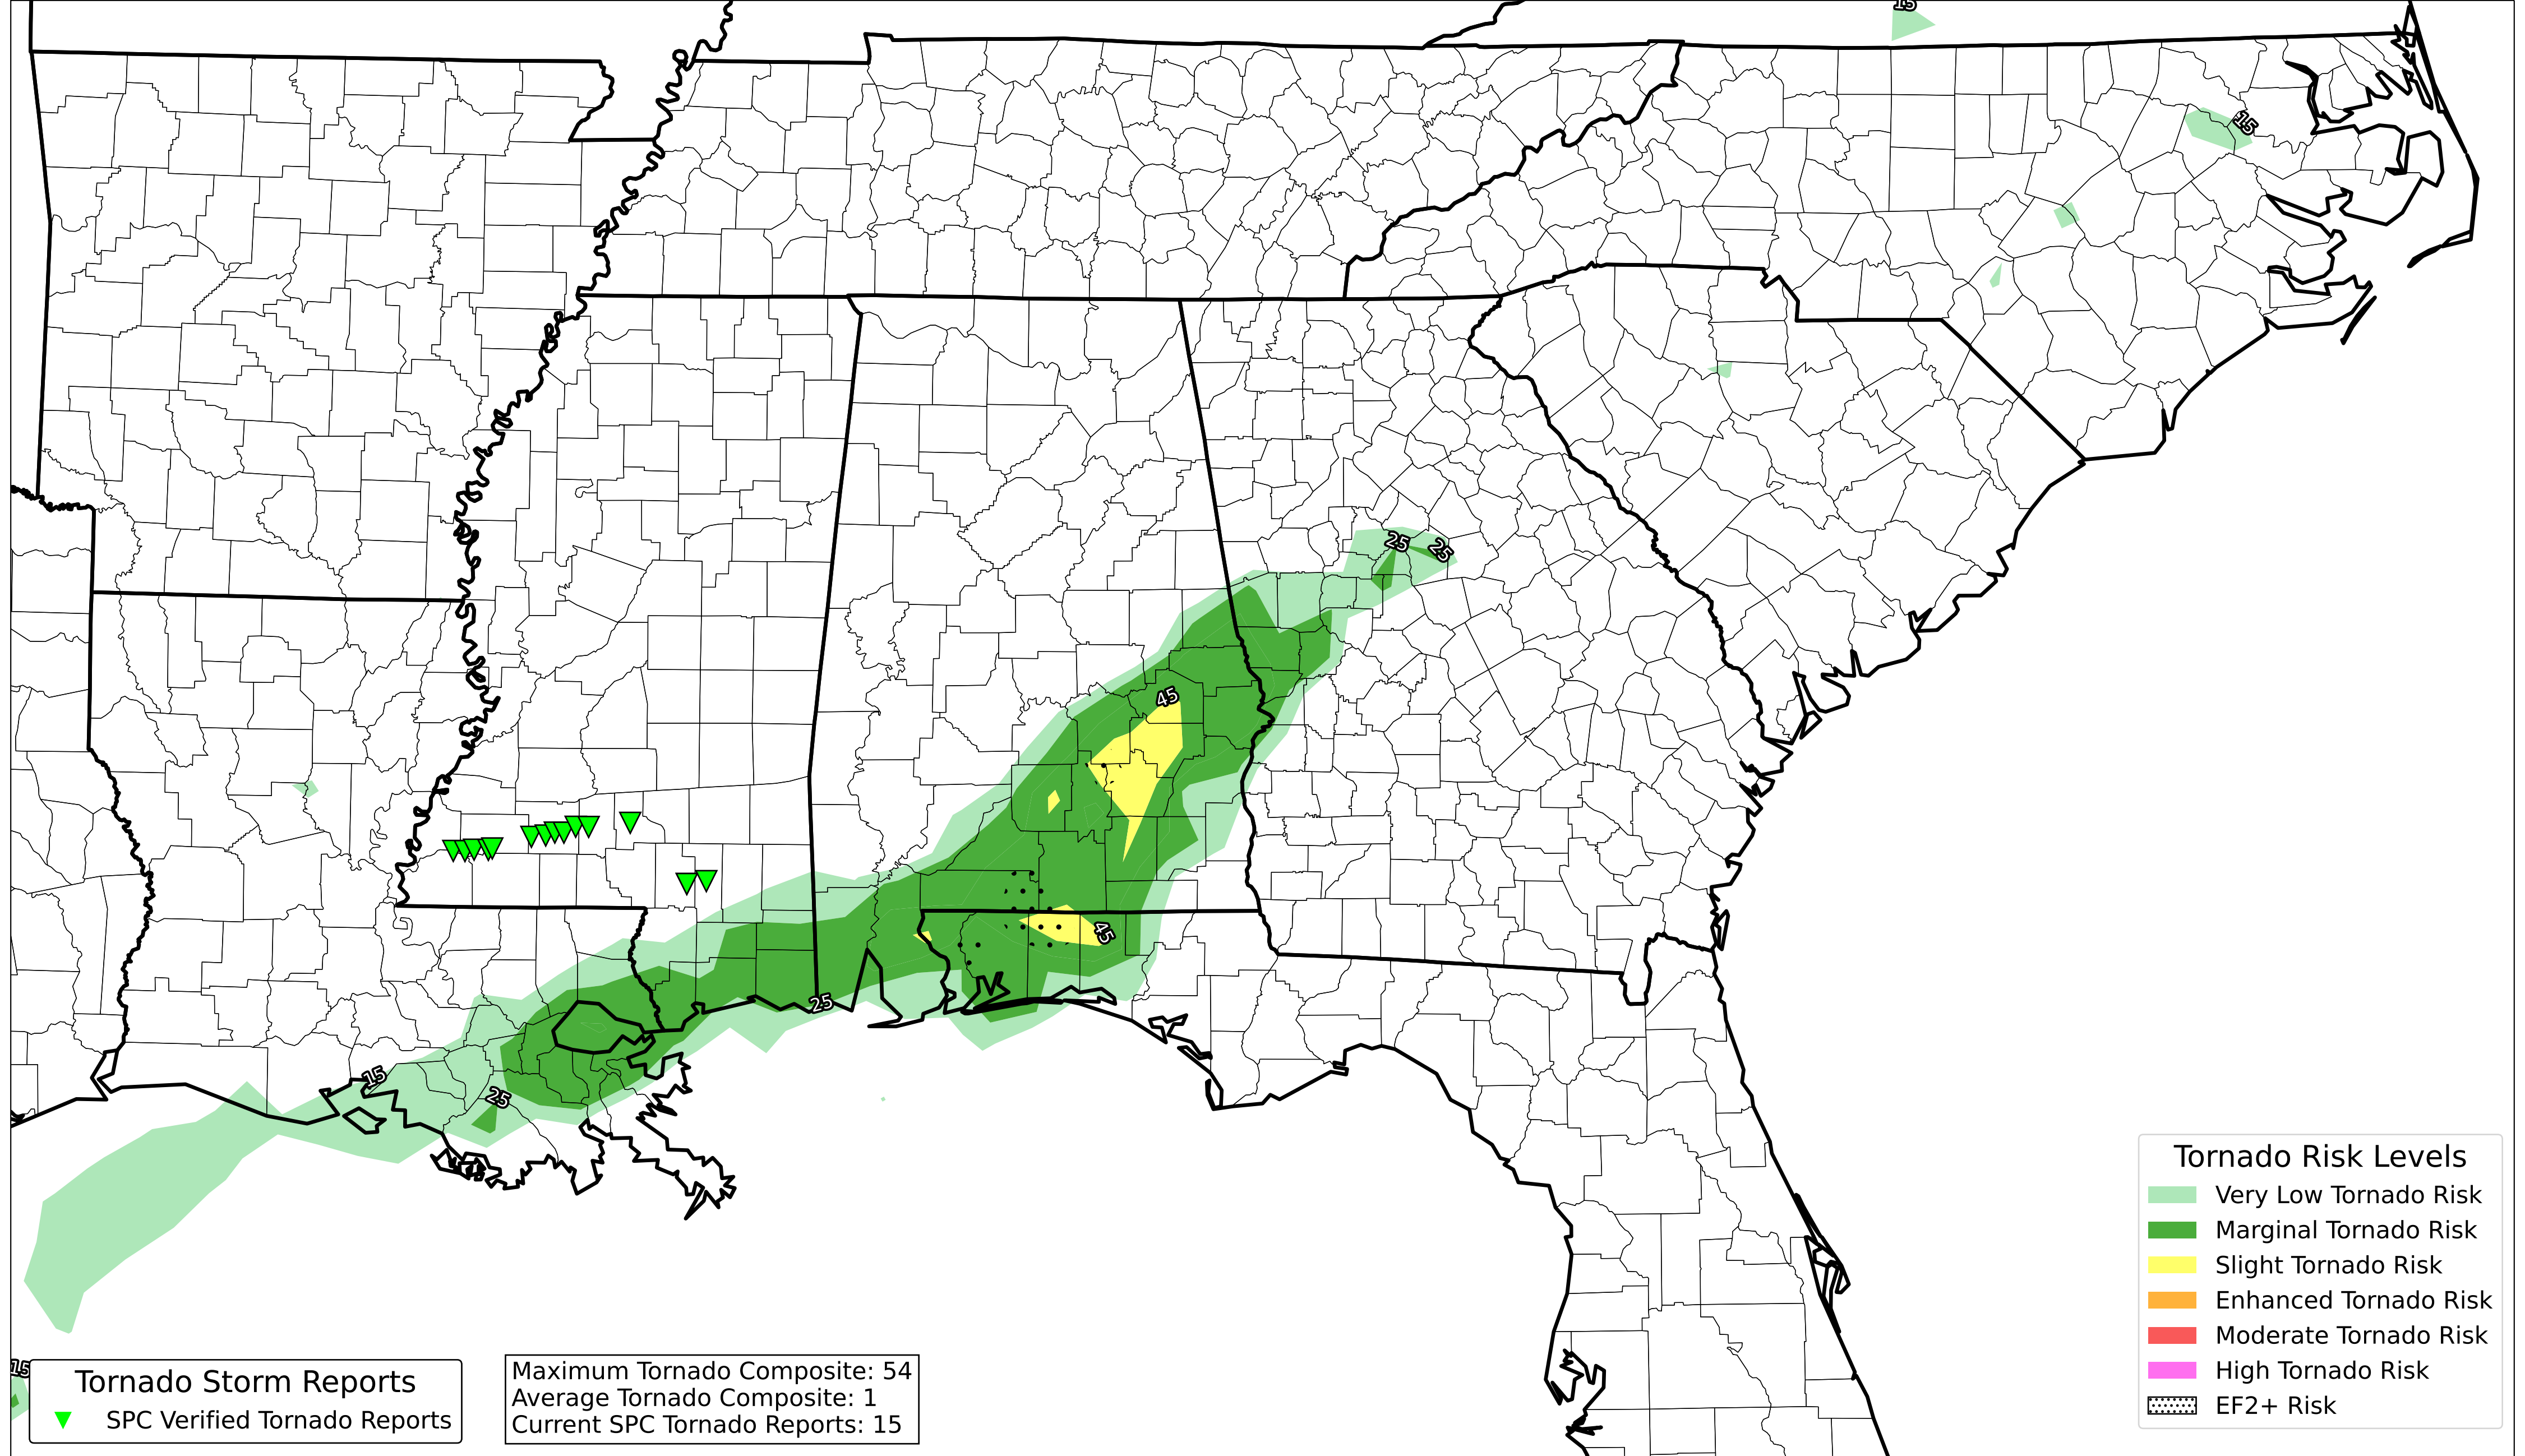 15
15
25
25
45
45
25
15
25
15
Tornado Storm Reports
SPC Verified Tornado Reports
Maximum Tornado Composite: 54
Average Tornado Composite: 1
Current SPC Tornado Reports: 15
Tornado Risk Levels
Very Low Tornado Risk
Marginal Tornado Risk
Slight Tornado Risk
Enhanced Tornado Risk
Moderate Tornado Risk
High Tornado Risk
EF2+ Risk